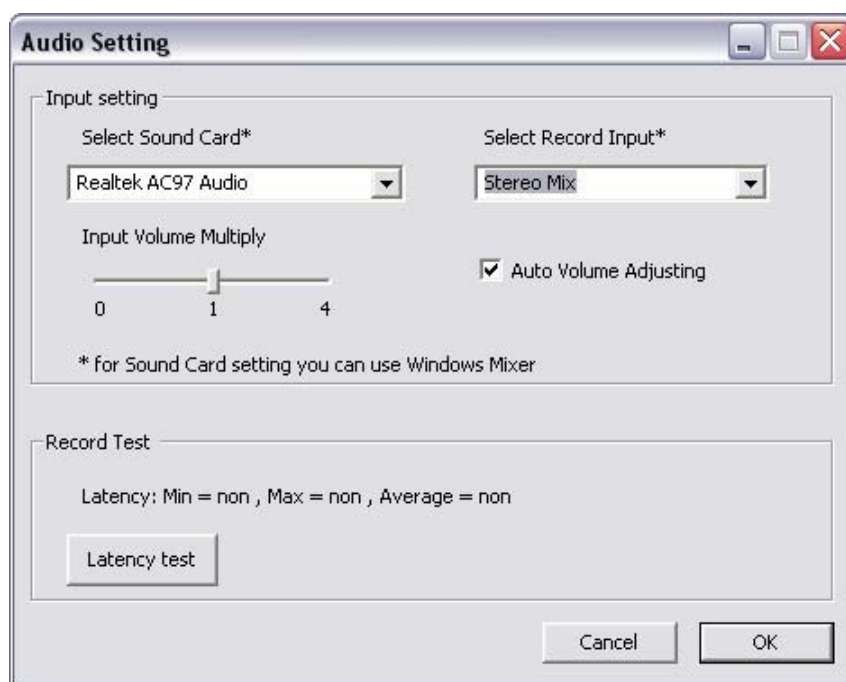 Audio Setting
Input setting
Select Sound Card*
Select Record Input*
Realtek AC97 Audio
Stereo Mix
Input Volume Multiply
Auto Volume Adjusting
0 1 4
* for Sound Card setting you can use Windows Mixer
Record Test
Latency: Min = non , Max = non , Average = non
Latency test
Cancel
OK